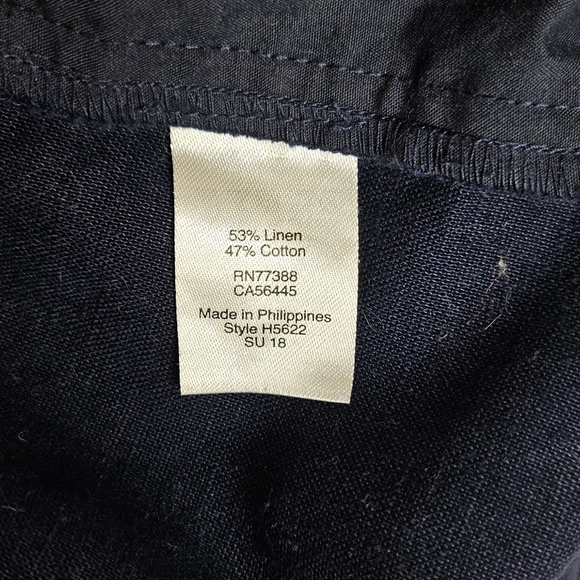 53% Linen
47% Cotton
RN77388
CA56445
Made in Philippines
Style H5622
SU 18